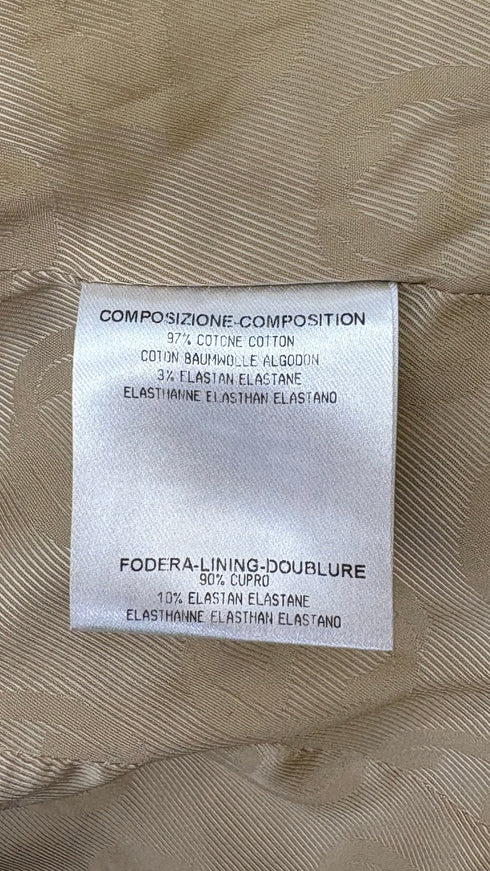 COMPOSIZIONE-COMPOSITION
97% COTONE COTTON
COTON BAUMWOLLE ALGODON
3% ELASTAN ELASTANE
ELASTHANNE ELASTHAN ELASTANO
FODERA-LINING-DOUBLURE
90% CUPRO
10% ELASTAN ELASTANE
ELASTHANNE ELASTHAN ELASTANO